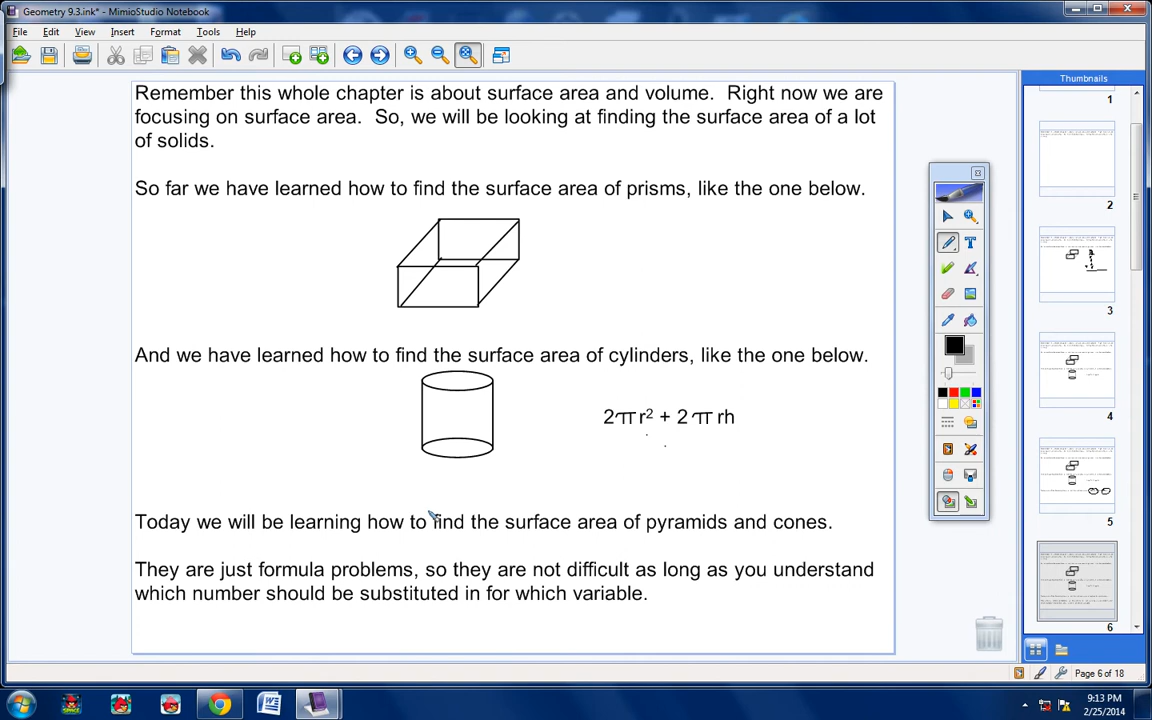 Geometry 9.3.ink* - MimioStudio Notebook
File Edit View Insert Format Tools Help
Remember this whole chapter is about surface area and volume. Right now we are
focusing on surface area. So, we will be looking at finding the surface area of a lot
of solids.
So far we have learned how to find the surface area of prisms, like the one below.
And we have learned how to find the surface area of cylinders, like the one below.
2πr² + 2πrh
Today we will be learning how to find the surface area of pyramids and cones.
They are just formula problems, so they are not difficult as long as you understand
which number should be substituted in for which variable.
Thumbnails
1
2
3
4
5
6
Page 6 of 18
9:13 PM
2/25/2014